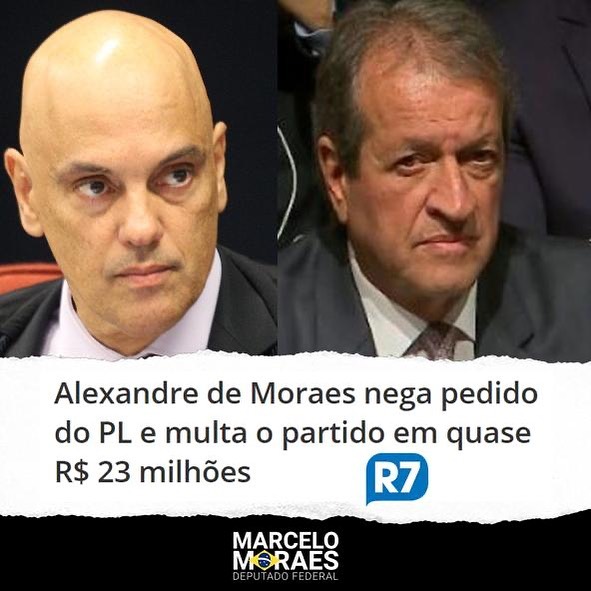 Alexandre de Moraes nega pedido
do PL e multa o partido em quase
R$ 23 milhões
R7
MARCELO
MORAES
DEPUTADO FEDERAL